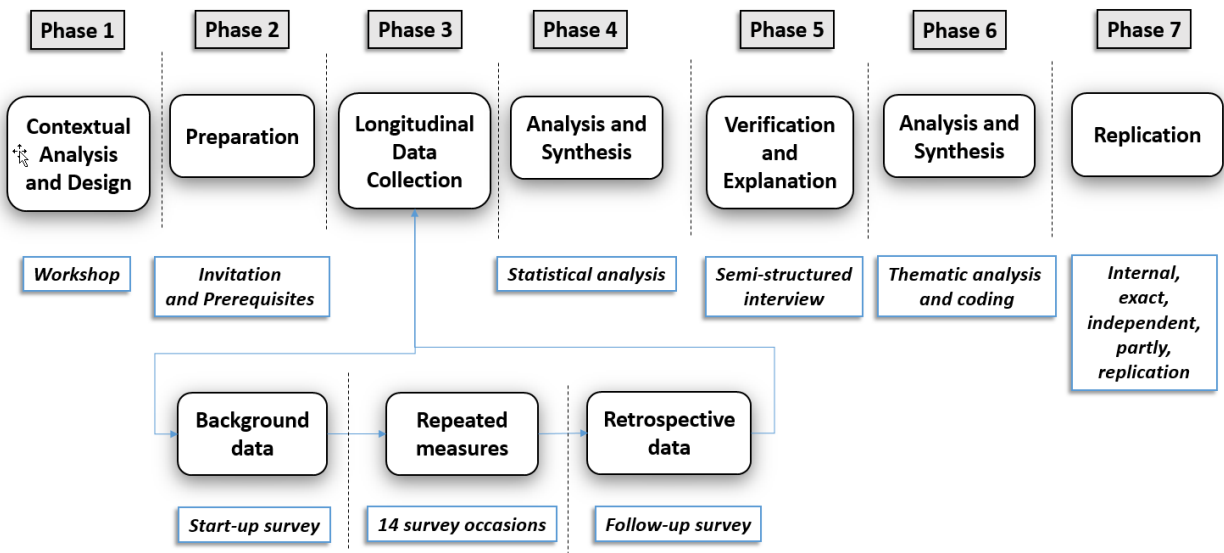 Phase 1
Phase 2
Phase 3
Phase 4
Phase 5
Phase 6
Phase 7
Contextual
Analysis
and Design
Preparation
Longitudinal
Data
Collection
Analysis and
Synthesis
Verification
and
Explanation
Analysis and
Synthesis
Replication
Workshop
Invitation
and Prerequisites
Statistical analysis
Semi-structured
interview
Thematic analysis
and coding
Internal,
exact,
independent,
partly,
replication
Background
data
Repeated
measures
Retrospective
data
Start-up survey
14 survey occasions
Follow-up survey